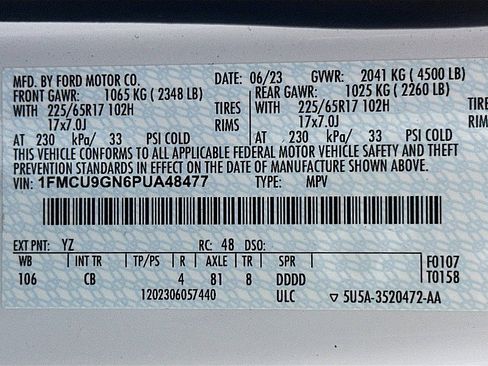 MFD. BY FORD MOTOR CO. DATE: 06/23 GVWR: 2041 KG ( 4500 LB)
FRONT GAWR: 1065 KG ( 2348 LB) REAR GAWR: 1025 KG ( 2260 LB)
WITH 225/65R17 102H TIRES WITH 225/65R17 102H TIRE
17x7.0J RIMS 17x7.0J RIM
AT 230 kPa/ 33 PSI COLD AT 230 kPa/ 33 PSI COLD
THIS VEHICLE CONFORMS TO ALL APPLICABLE FEDERAL MOTOR VEHICLE SAFETY AND THEFT
PREVENTION STANDARDS IN EFFECT ON THE DATE OF MANUFACTURE SHOWN ABOVE.
VIN: 1FMCU9GN6PUA48477 TYPE: MPV
EXT PNT: YZ RC: 48 DSO:
WB INT TR TP/PS R AXLE TR SPR F0107
106 CB 4 81 8 DDDD T0158
1202306057440 ULC ▽ 5U5A-3520472-AA